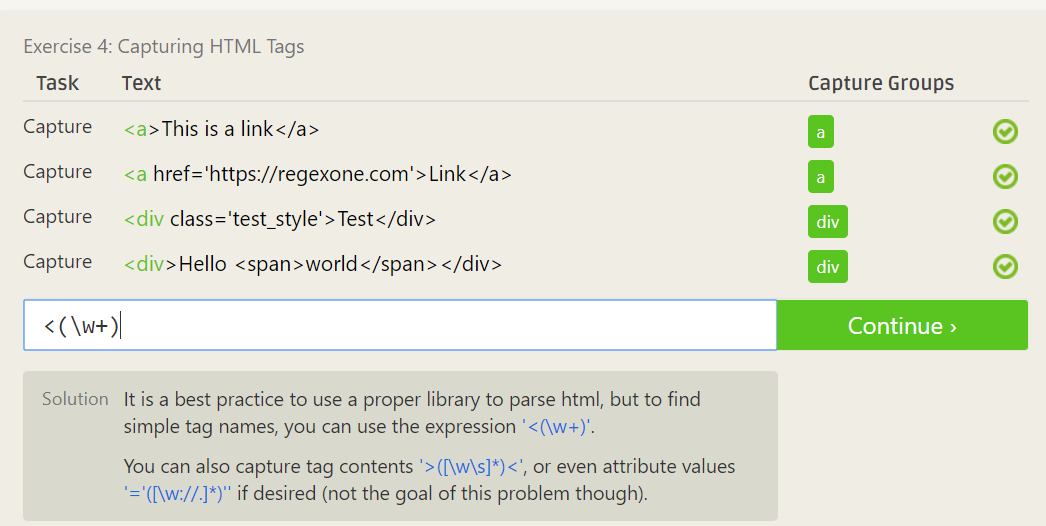 Exercise 4: Capturing HTML Tags
Task Text Capture Groups
Capture <a>This is a link</a> a
Capture <a href='https://regexone.com'>Link</a> a
Capture <div class='test_style'>Test</div> div
Capture <div>Hello <span>world</span></div> div
<(\w+) Continue ›
Solution It is a best practice to use a proper library to parse html, but to find
simple tag names, you can use the expression '<(\w+)'.
You can also capture tag contents '>([\w\s]*)<', or even attribute values
'='([\w://.]*)'' if desired (not the goal of this problem though).